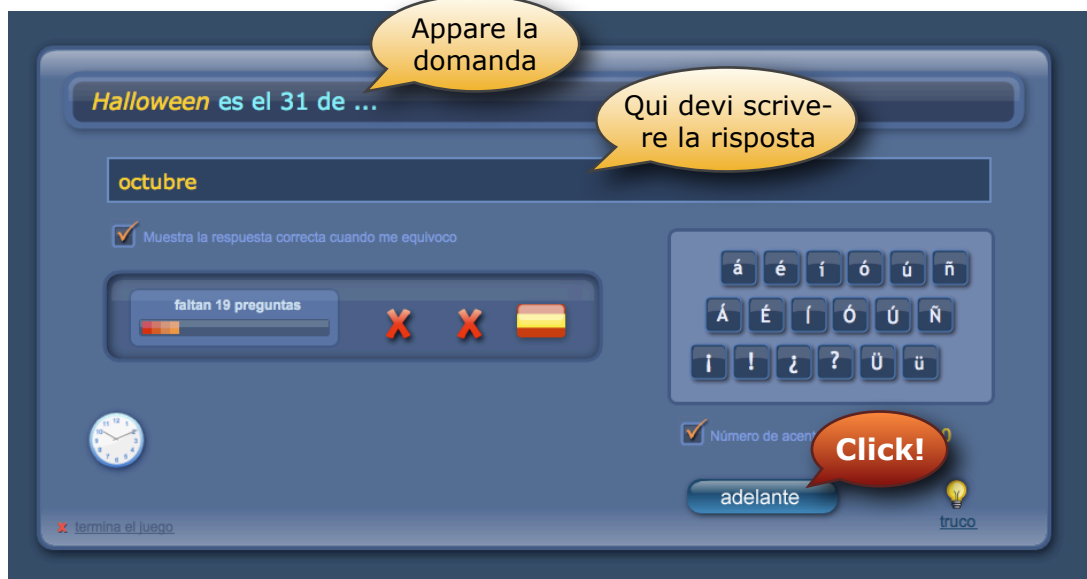 Appare la
domanda
Halloween es el 31 de ...
Qui devi scrive-
re la risposta
octubre
Muestra la respuesta correcta cuando me equivoco
faltan 19 preguntas
á é í ó ú ñ
Á É Í Ó Ú Ñ
¡ ! ¿ ? Ü ü
Número de
Click!
adelante
truco
termina el juego